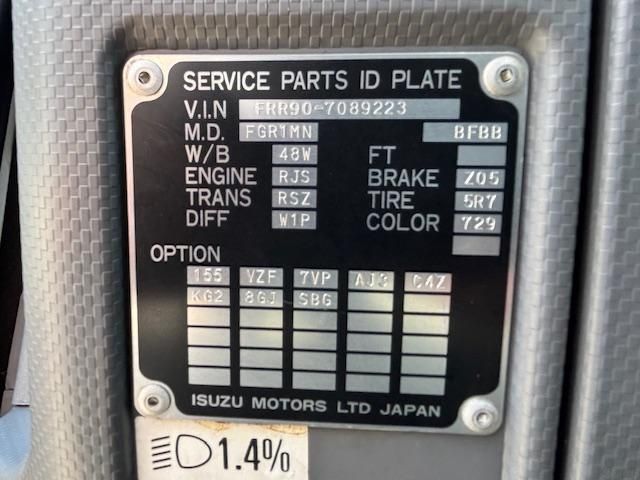 SERVICE PARTS ID PLATE
V.I.N FRR90-7089223
M.D. FGR1MN BFBB
W/B 48W FT
ENGINE RJS BRAKE Z05
TRANS RSZ TIRE 5R7
DIFF W1P COLOR 729
OPTION
155 VZF 7VP AJ3 C4Z
KG2 8GJ SBG
ISUZU MOTORS LTD JAPAN
1.4%